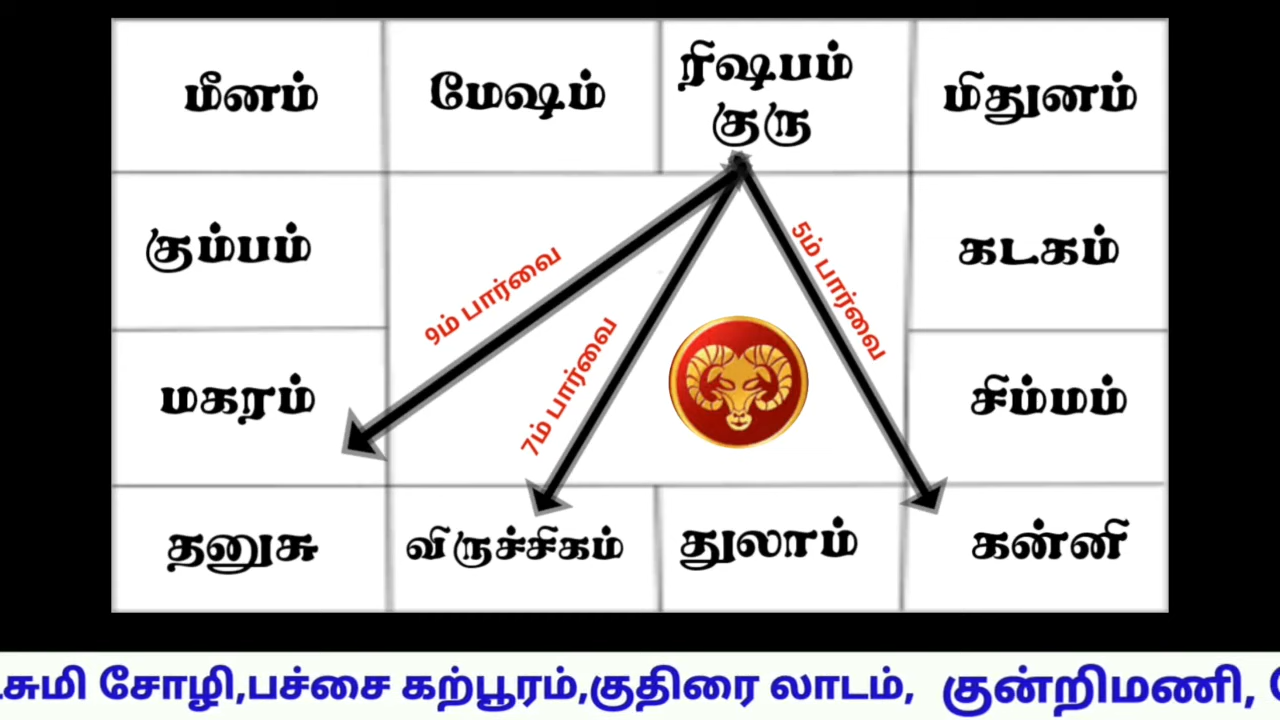 மீனம்
மேஷம்
ரிஷபம்
குரு
மிதுனம்
கும்பம்
கடகம்
9ம் பார்வை
7ம் பார்வை
5ம் பார்வை
மகரம்
சிம்மம்
தனுசு
விருச்சிகம்
துலாம்
கன்னி
சுமி சோழி,பச்சை கற்பூரம்,குதிரை லாடம், குன்றிமணி,